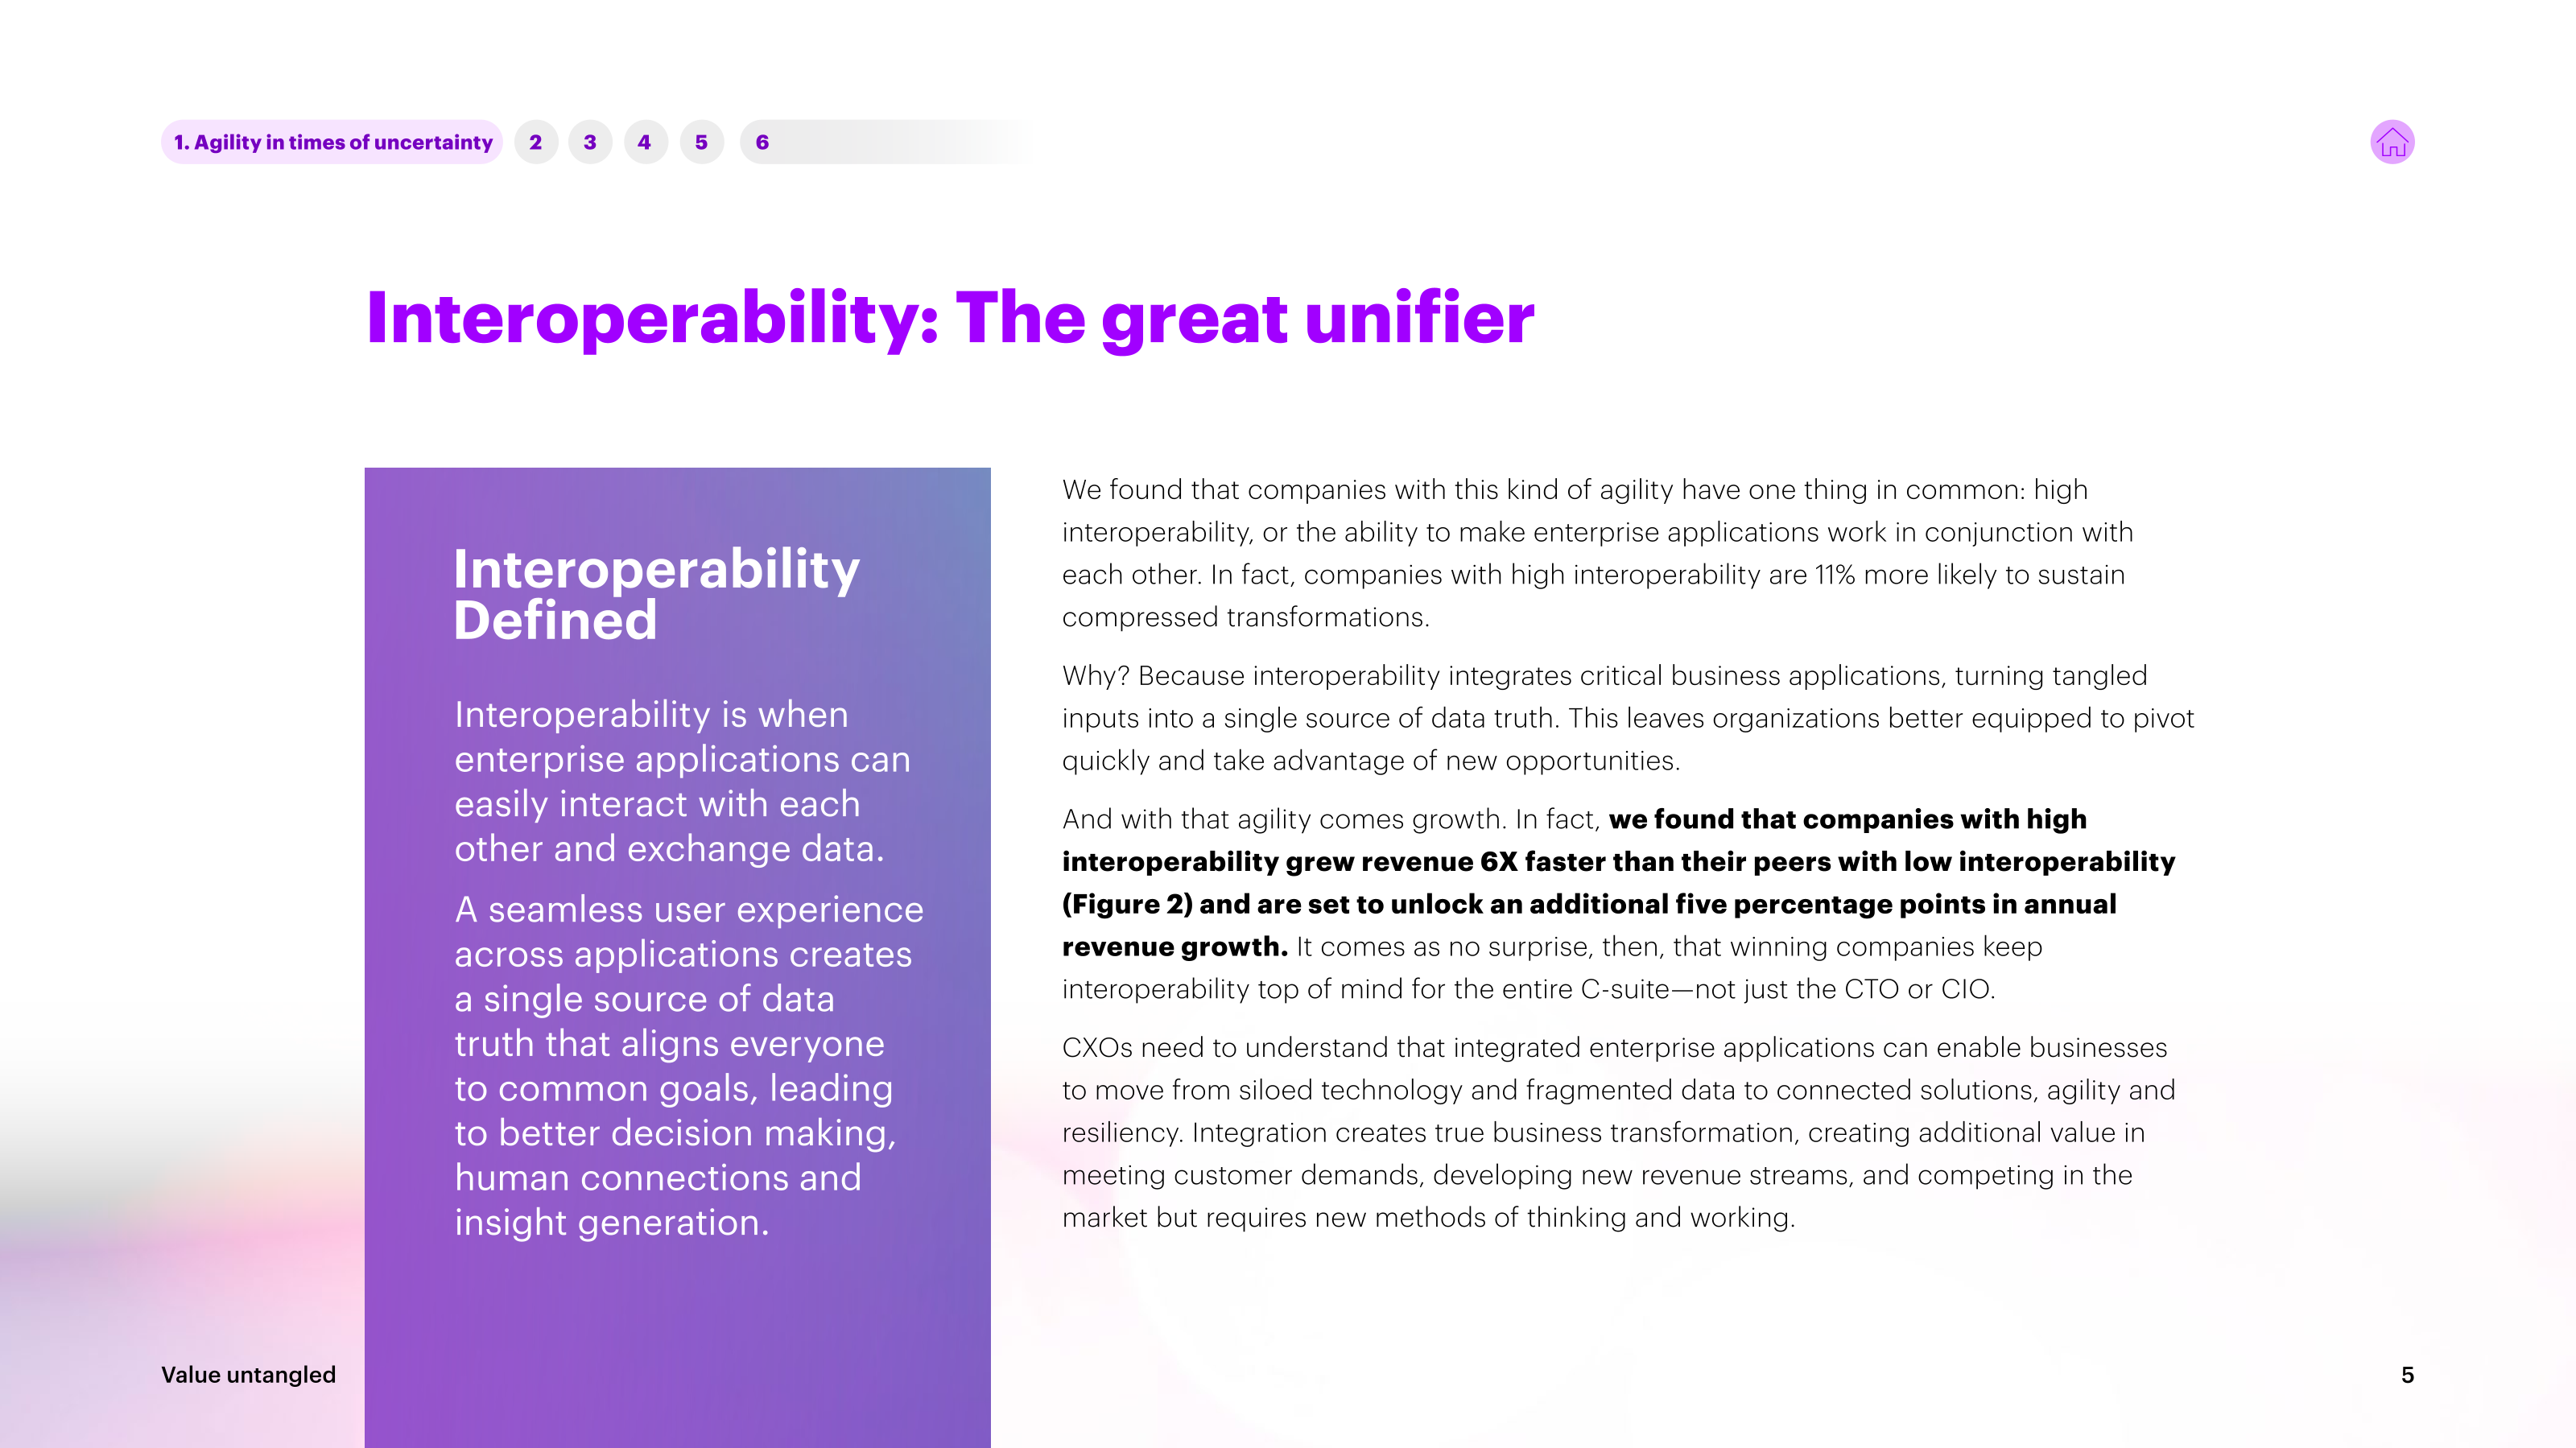 1. Agility in times of uncertainty 2 3 4 5 6
Interoperability: The great unifier
Interoperability
Defined
Interoperability is when
enterprise applications can
easily interact with each
other and exchange data.
A seamless user experience
across applications creates
a single source of data
truth that aligns everyone
to common goals, leading
to better decision making,
human connections and
insight generation.
We found that companies with this kind of agility have one thing in common: high
interoperability, or the ability to make enterprise applications work in conjunction with
each other. In fact, companies with high interoperability are 11% more likely to sustain
compressed transformations.
Why? Because interoperability integrates critical business applications, turning tangled
inputs into a single source of data truth. This leaves organizations better equipped to pivot
quickly and take advantage of new opportunities.
And with that agility comes growth. In fact, we found that companies with high
interoperability grew revenue 6X faster than their peers with low interoperability
(Figure 2) and are set to unlock an additional five percentage points in annual
revenue growth. It comes as no surprise, then, that winning companies keep
interoperability top of mind for the entire C-suite—not just the CTO or CIO.
CXOs need to understand that integrated enterprise applications can enable businesses
to move from siloed technology and fragmented data to connected solutions, agility and
resiliency. Integration creates true business transformation, creating additional value in
meeting customer demands, developing new revenue streams, and competing in the
market but requires new methods of thinking and working.
Value untangled
5